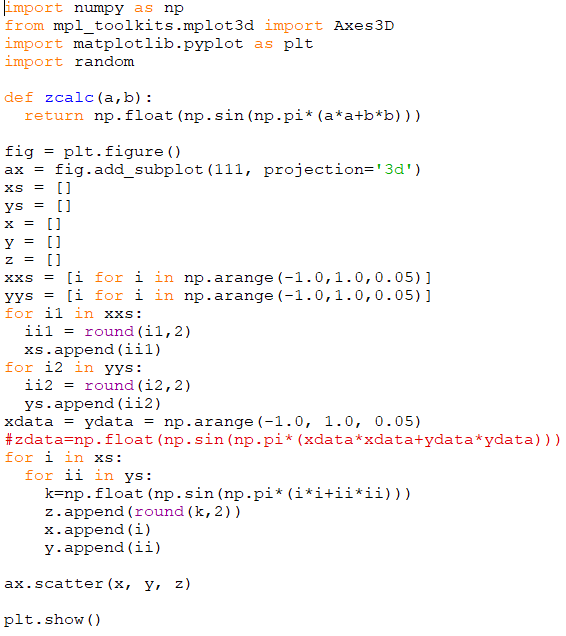 import numpy as np
from mpl_toolkits.mplot3d import Axes3D
import matplotlib.pyplot as plt
import random

def zcalc(a,b):
  return np.float(np.sin(np.pi*(a*a+b*b)))

fig = plt.figure()
ax = fig.add_subplot(111, projection='3d')
xs = []
ys = []
x = []
y = []
z = []
xxs = [i for i in np.arange(-1.0,1.0,0.05)]
yys = [i for i in np.arange(-1.0,1.0,0.05)]
for i1 in xxs:
  ii1 = round(i1,2)
  xs.append(ii1)
for i2 in yys:
  ii2 = round(i2,2)
  ys.append(ii2)
xdata = ydata = np.arange(-1.0, 1.0, 0.05)
#zdata=np.float(np.sin(np.pi*(xdata*xdata+ydata*ydata)))
for i in xs:
  for ii in ys:
    k=np.float(np.sin(np.pi*(i*i+ii*ii)))
    z.append(round(k,2))
    x.append(i)
    y.append(ii)

ax.scatter(x, y, z)

plt.show()